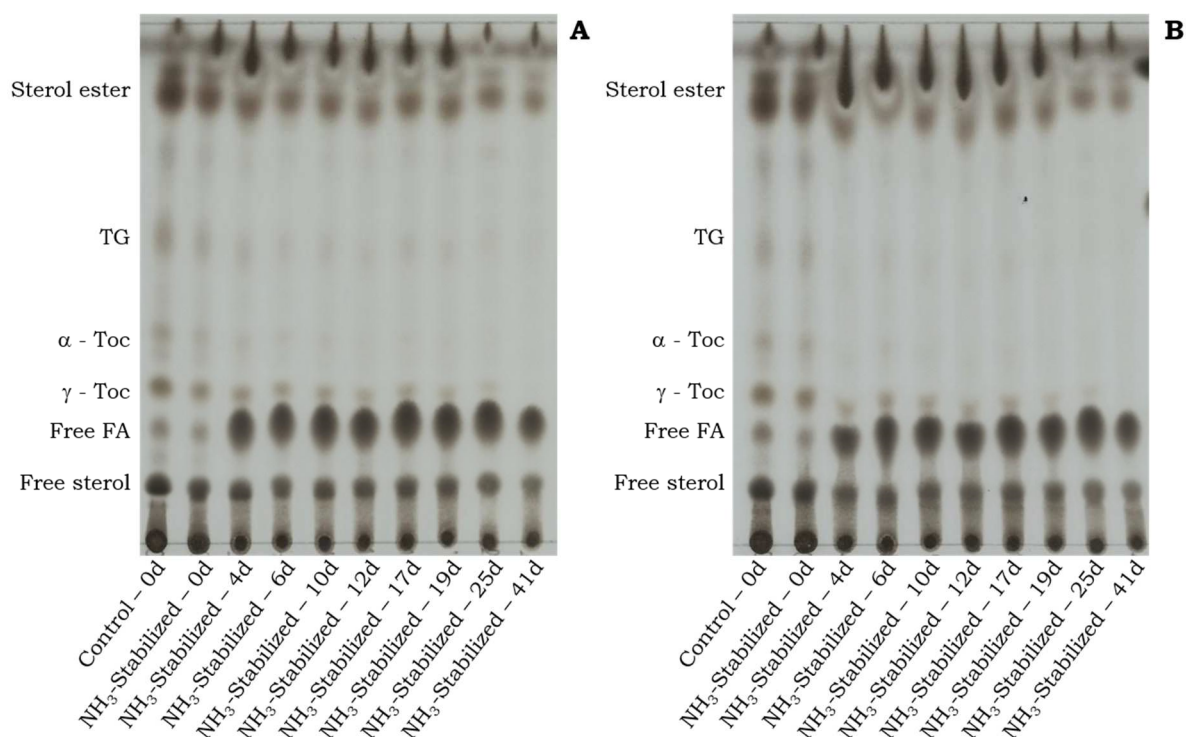 A
B
Sterol ester
TG
α - Toc
γ - Toc
Free FA
Free sterol
Control – 0d
NH₃-Stabilized – 0d
NH₃-Stabilized – 4d
NH₃-Stabilized – 6d
NH₃-Stabilized – 10d
NH₃-Stabilized – 12d
NH₃-Stabilized – 17d
NH₃-Stabilized – 19d
NH₃-Stabilized – 25d
NH₃-Stabilized – 41d
Sterol ester
TG
α - Toc
γ - Toc
Free FA
Free sterol
Control – 0d
NH₃-Stabilized – 0d
NH₃-Stabilized – 4d
NH₃-Stabilized – 6d
NH₃-Stabilized – 10d
NH₃-Stabilized – 12d
NH₃-Stabilized – 17d
NH₃-Stabilized – 19d
NH₃-Stabilized – 25d
NH₃-Stabilized – 41d